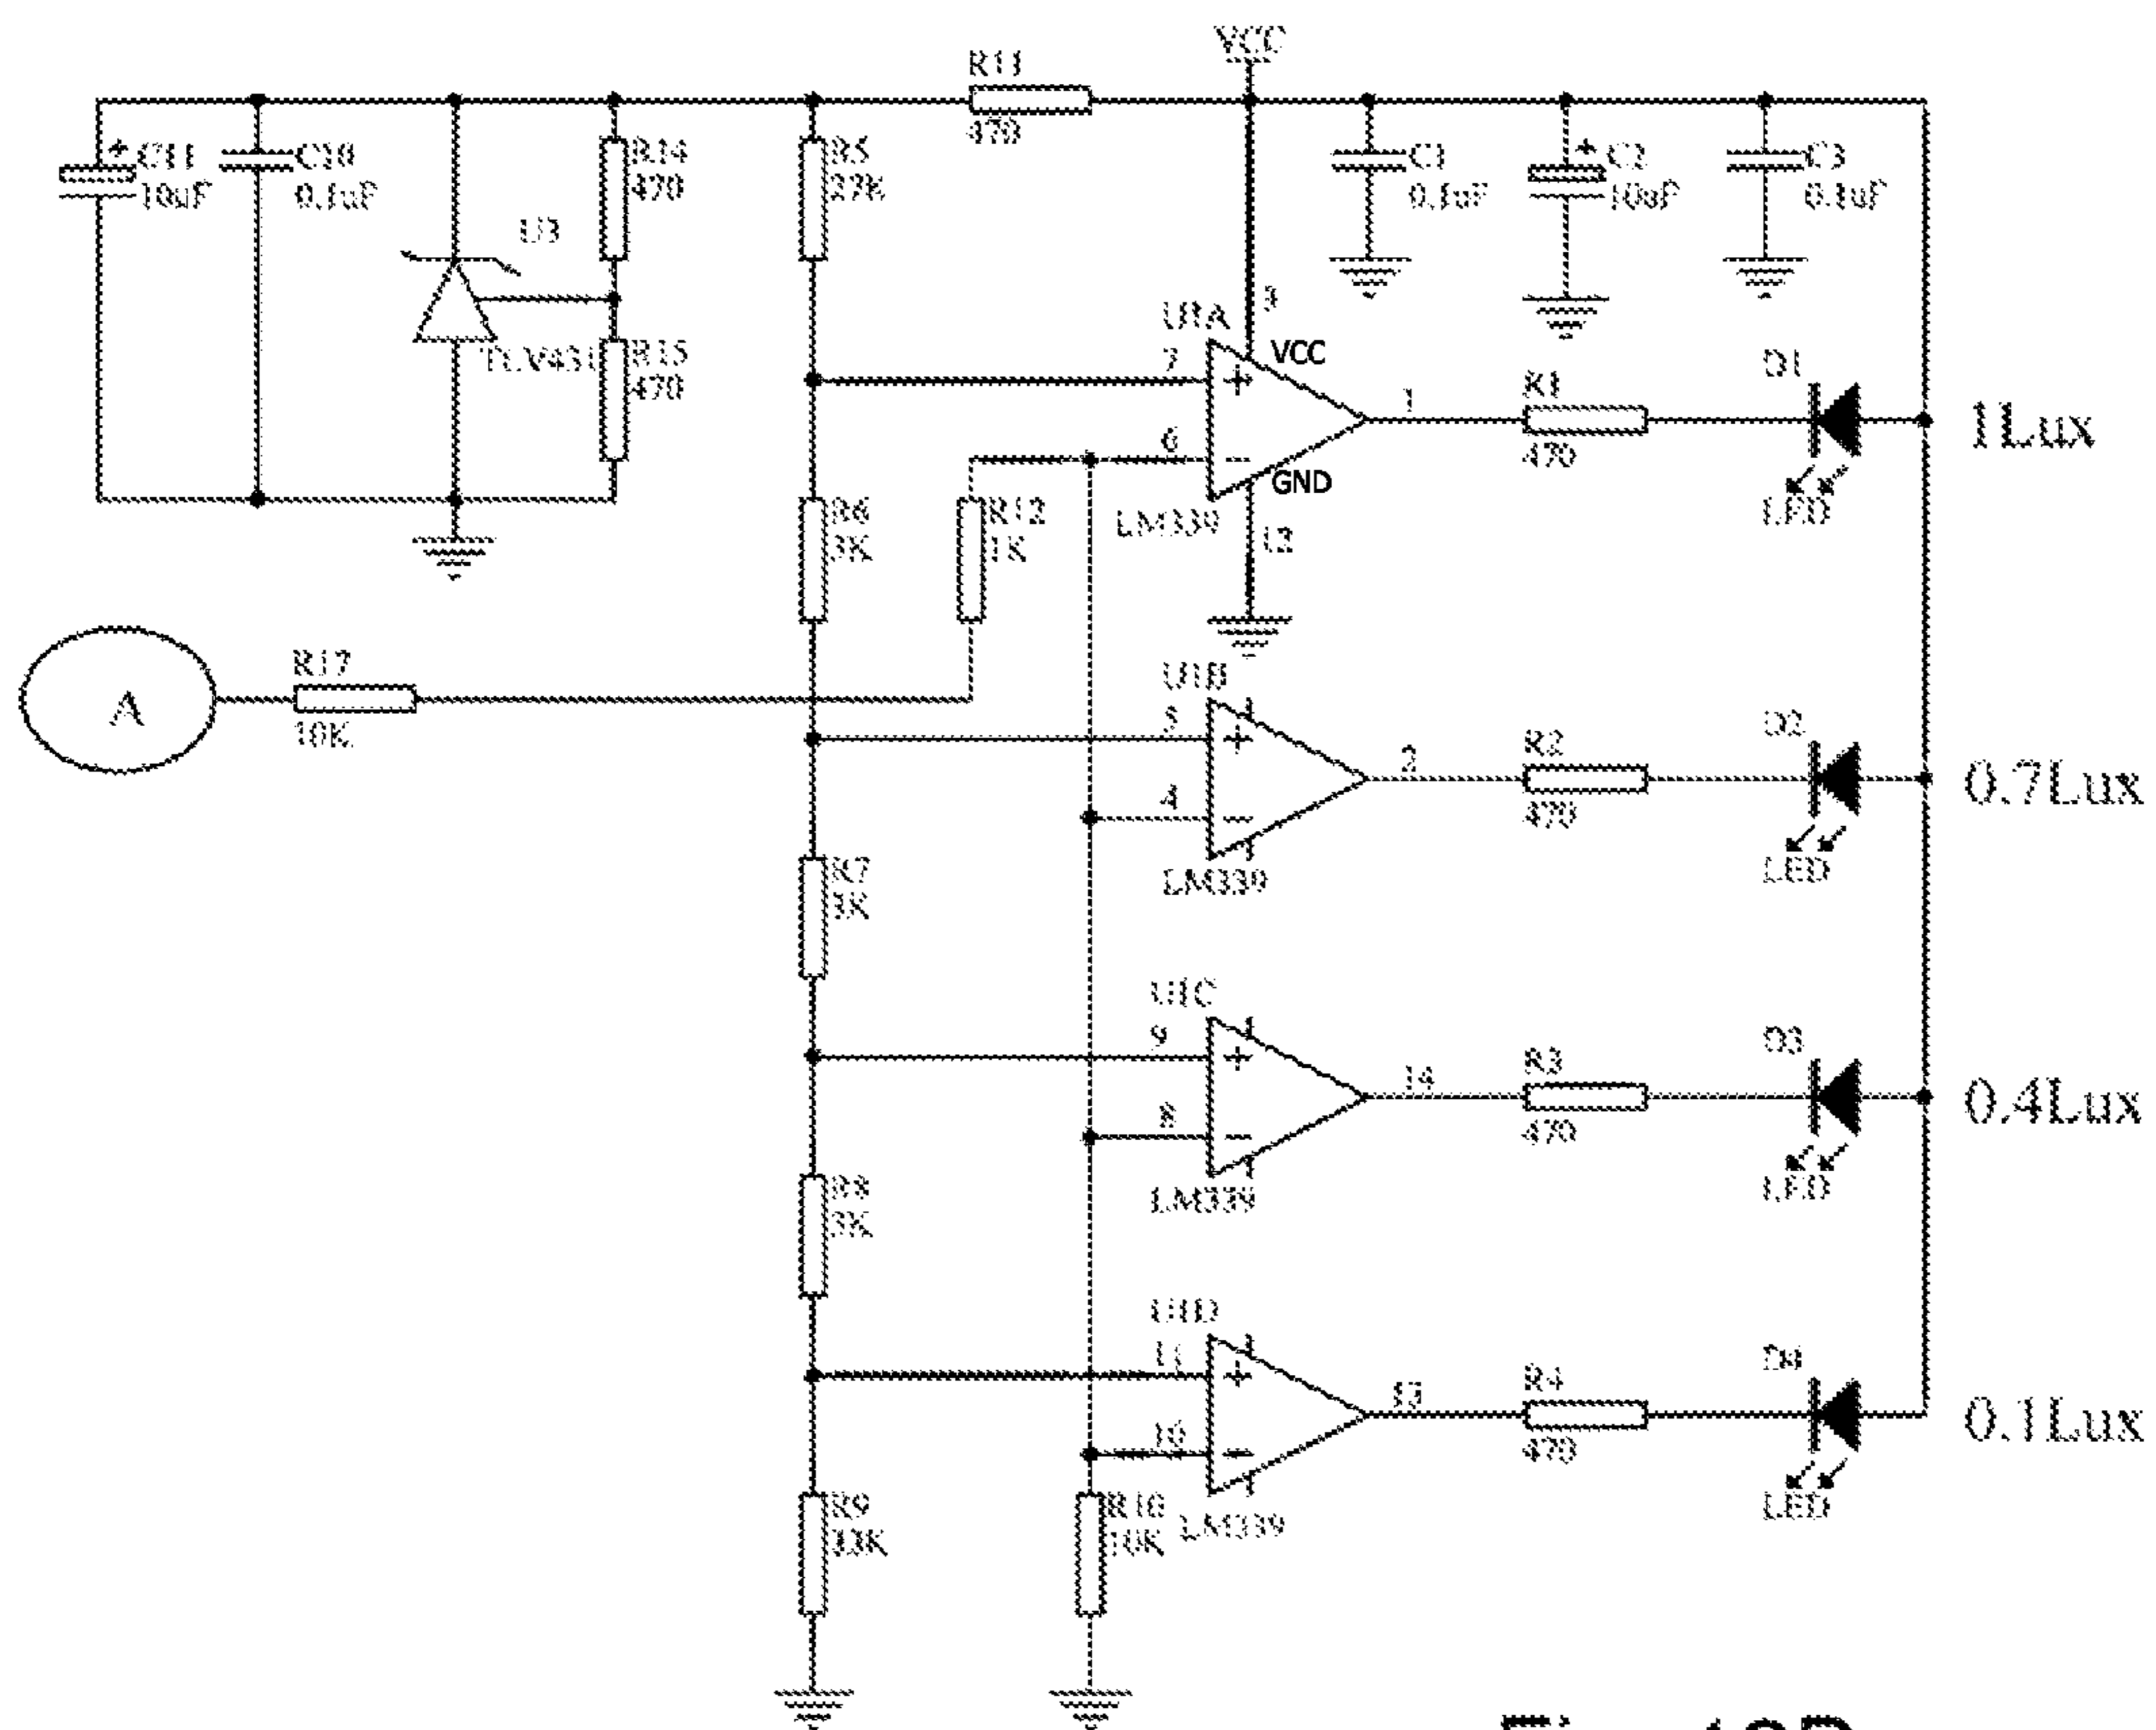 VCC
R11
470
C11
10uF
C10
0.1uF
R14
470
R5
27K
C1
0.1uF
C2
10uF
C3
0.1uF
U3
TLV431
R15
470
3
U1A
VCC
7
+
6
−
GND
LM339
12
1
R1
470
D1
LED
1Lux
R6
3K
R12
1K
A
R17
10K
U1B
5
+
4
−
LM339
2
R2
470
D2
LED
0.7Lux
R7
3K
U1C
9
+
8
−
LM339
14
R3
470
D3
LED
0.4Lux
R8
3K
U1D
11
+
10
−
LM339
13
R4
470
D4
LED
0.1Lux
R9
33K
R10
10K